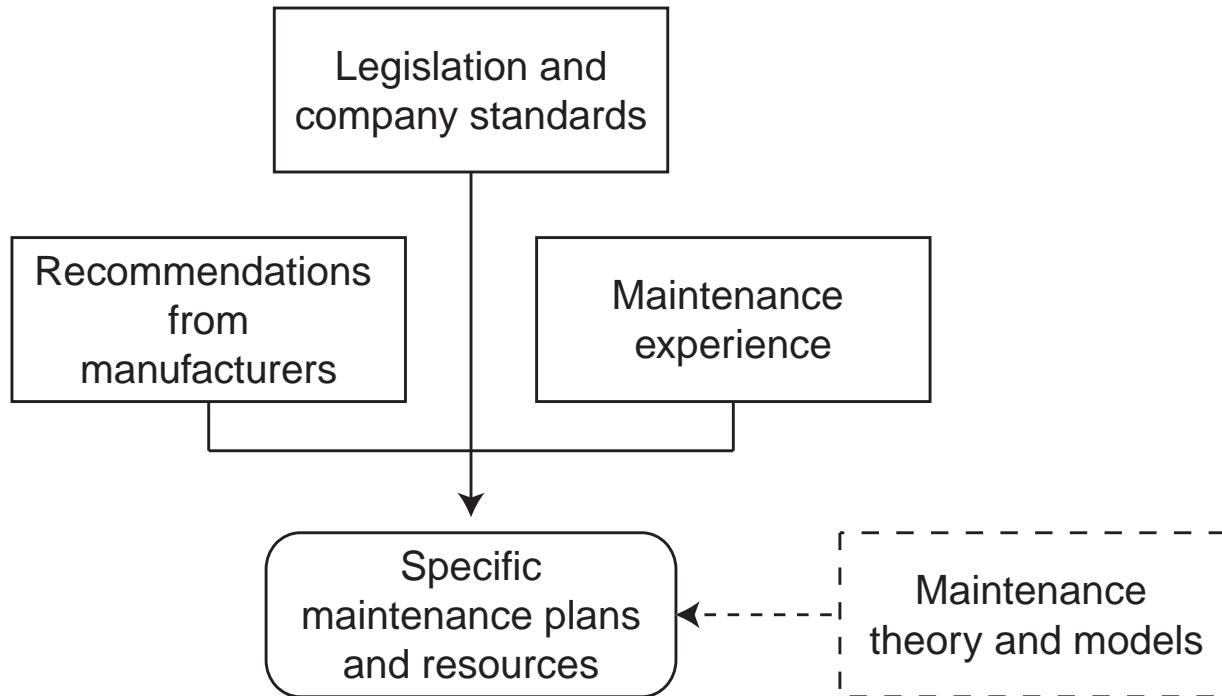 Legislation and
company standards
Recommendations
from
manufacturers
Maintenance
experience
Specific
maintenance plans
and resources
Maintenance
theory and models